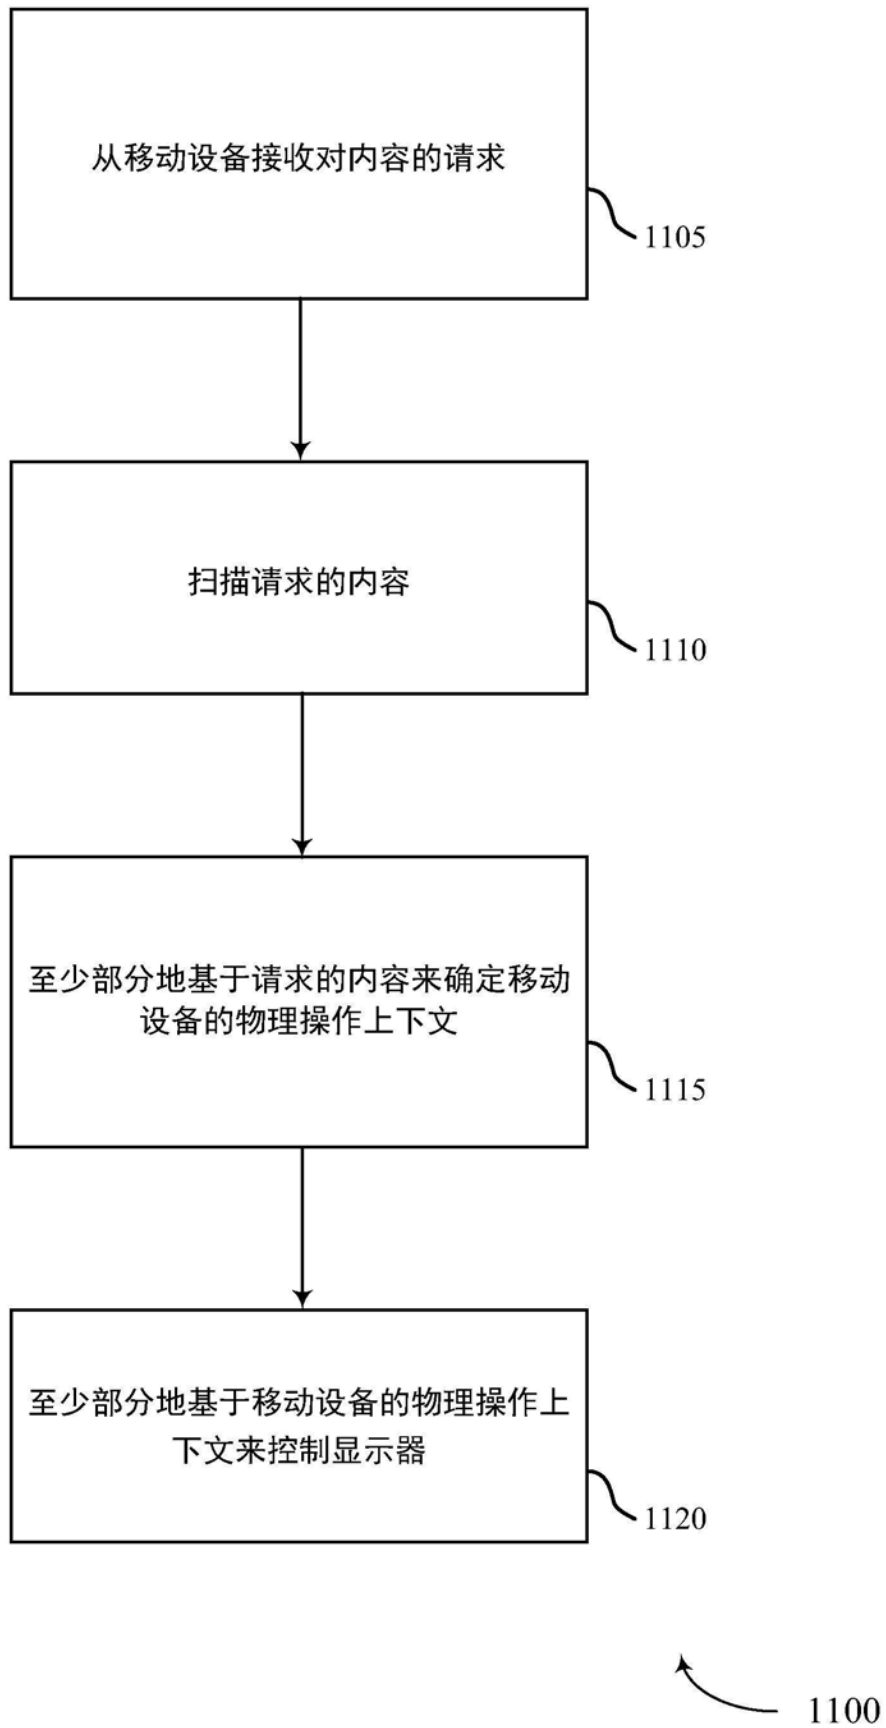 从移动设备接收对内容的请求
1105
扫描请求的内容
1110
至少部分地基于请求的内容来确定移动
设备的物理操作上下文
1115
至少部分地基于移动设备的物理操作上
下文来控制显示器
1120
1100